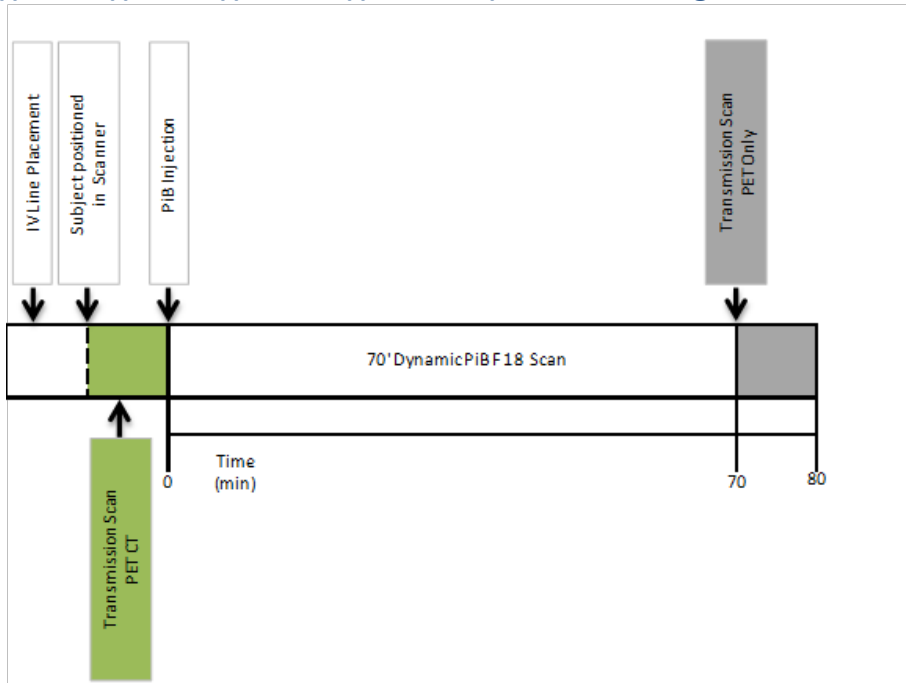 IV Line Placement
Subject positioned
in Scanner
PiB Injection
Transmission Scan
PET Only
70' Dynamic PiB F18 Scan
Time
(min)
0
70
80
Transmission Scan
PET CT